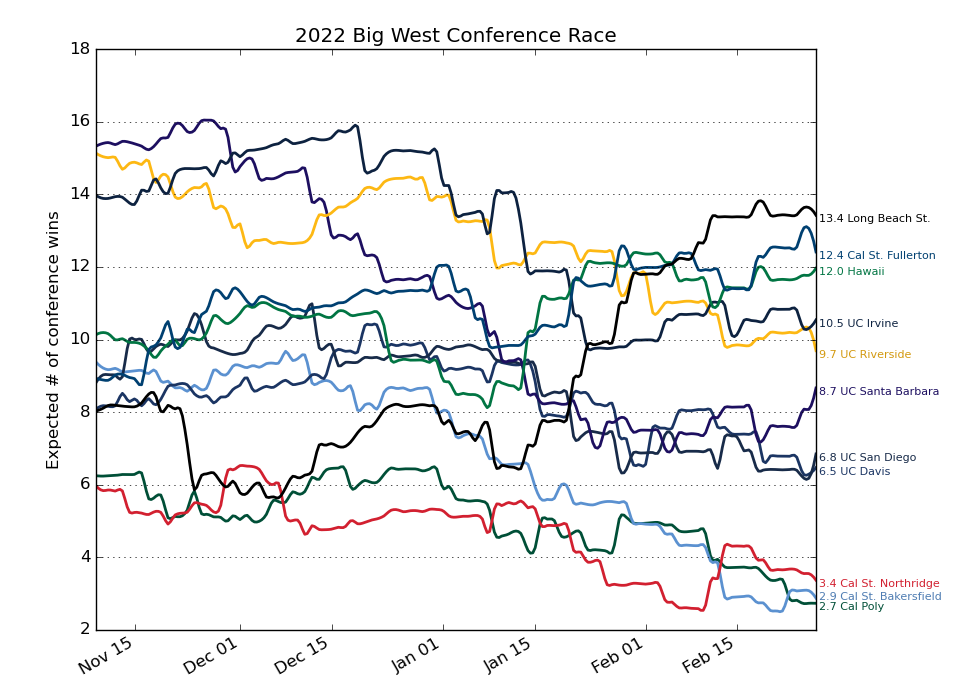 2022 Big West Conference Race
Expected # of conference wins
18
16
14
12
10
8
6
4
2
Nov 15
Dec 01
Dec 15
Jan 01
Jan 15
Feb 01
Feb 15
13.4 Long Beach St.
12.4 Cal St. Fullerton
12.0 Hawaii
10.5 UC Irvine
9.7 UC Riverside
8.7 UC Santa Barbara
6.8 UC San Diego
6.5 UC Davis
3.4 Cal St. Northridge
2.9 Cal St. Bakersfield
2.7 Cal Poly